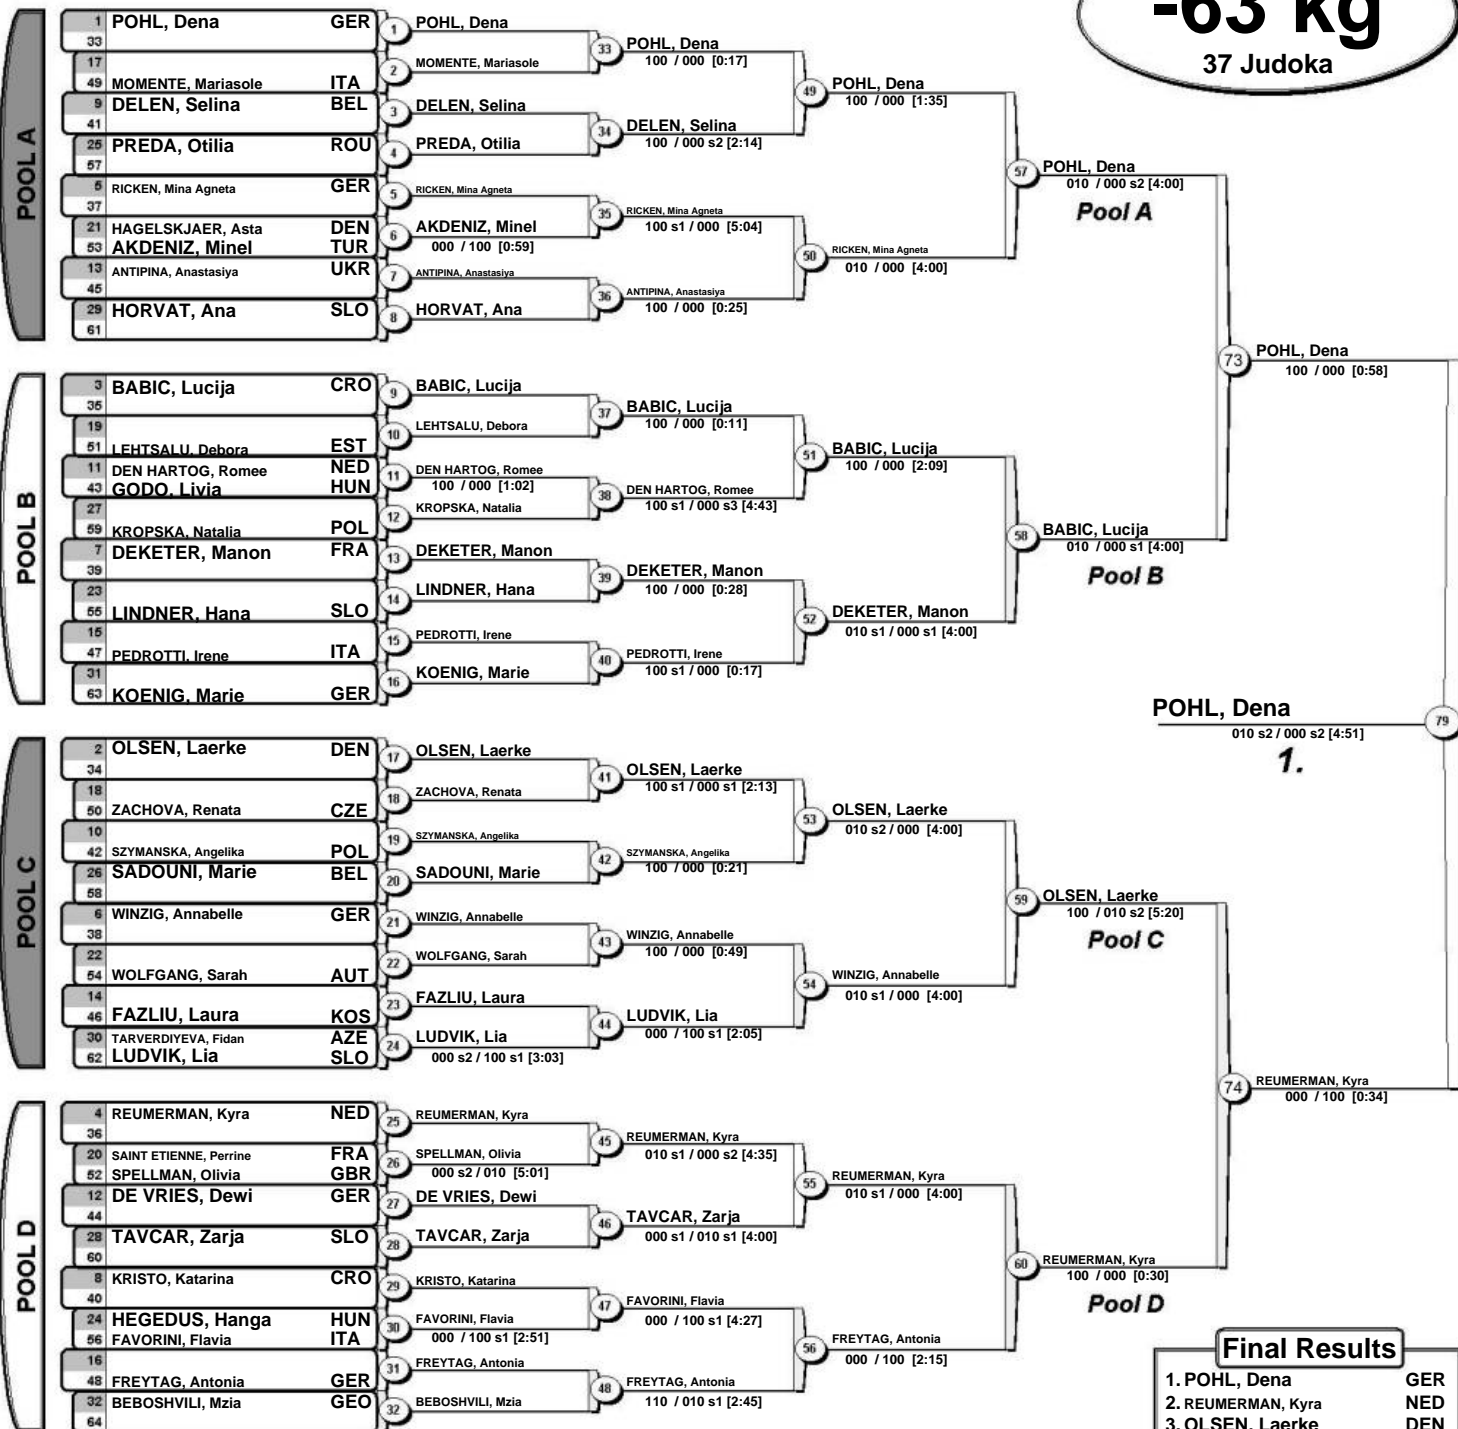 -63 kg
37 Judoka
POOL A
1 POHL, Dena GER
33
17
49 MOMENTE, Mariasole ITA
9 DELEN, Selina BEL
41
25 PREDA, Otilia ROU
57
5 RICKEN, Mina Agneta GER
37
21 HAGELSKJAER, Asta DEN
53 AKDENIZ, Minel TUR
13 ANTIPINA, Anastasiya UKR
45
29 HORVAT, Ana SLO
61
1 POHL, Dena
2 MOMENTE, Mariasole
3 DELEN, Selina
4 PREDA, Otilia
5 RICKEN, Mina Agneta
6 AKDENIZ, Minel
000 / 100 [0:59]
7 ANTIPINA, Anastasiya
8 HORVAT, Ana
33 POHL, Dena
100 / 000 [0:17]
34 DELEN, Selina
100 / 000 s2 [2:14]
35 RICKEN, Mina Agneta
100 s1 / 000 [5:04]
36 ANTIPINA, Anastasiya
100 / 000 [0:25]
49 POHL, Dena
100 / 000 [1:35]
50 RICKEN, Mina Agneta
010 / 000 [4:00]
57 POHL, Dena
010 / 000 s2 [4:00]
Pool A
POOL B
3 BABIC, Lucija CRO
35
19
51 LEHTSALU, Debora EST
11 DEN HARTOG, Romee NED
43 GODO, Livia HUN
27
59 KROPSKA, Natalia POL
7 DEKETER, Manon FRA
39
23
55 LINDNER, Hana SLO
15
47 PEDROTTI, Irene ITA
31
63 KOENIG, Marie GER
9 BABIC, Lucija
10 LEHTSALU, Debora
11 DEN HARTOG, Romee
100 / 000 [1:02]
12 KROPSKA, Natalia
13 DEKETER, Manon
14 LINDNER, Hana
15 PEDROTTI, Irene
16 KOENIG, Marie
37 BABIC, Lucija
100 / 000 [0:11]
38 DEN HARTOG, Romee
100 s1 / 000 s3 [4:43]
39 DEKETER, Manon
100 / 000 [0:28]
40 PEDROTTI, Irene
100 s1 / 000 [0:17]
51 BABIC, Lucija
100 / 000 [2:09]
52 DEKETER, Manon
010 s1 / 000 s1 [4:00]
58 BABIC, Lucija
010 / 000 s1 [4:00]
Pool B
73 POHL, Dena
100 / 000 [0:58]
POHL, Dena 79
010 s2 / 000 s2 [4:51]
1.
POOL C
2 OLSEN, Laerke DEN
34
18
50 ZACHOVA, Renata CZE
10
42 SZYMANSKA, Angelika POL
26 SADOUNI, Marie BEL
58
6 WINZIG, Annabelle GER
38
22
54 WOLFGANG, Sarah AUT
14
46 FAZLIU, Laura KOS
30 TARVERDIYEVA, Fidan AZE
62 LUDVIK, Lia SLO
17 OLSEN, Laerke
18 ZACHOVA, Renata
19 SZYMANSKA, Angelika
20 SADOUNI, Marie
21 WINZIG, Annabelle
22 WOLFGANG, Sarah
23 FAZLIU, Laura
24 LUDVIK, Lia
000 s2 / 100 s1 [3:03]
41 OLSEN, Laerke
100 s1 / 000 s1 [2:13]
42 SZYMANSKA, Angelika
100 / 000 [0:21]
43 WINZIG, Annabelle
100 / 000 [0:49]
44 LUDVIK, Lia
000 / 100 s1 [2:05]
53 OLSEN, Laerke
010 s2 / 000 [4:00]
54 WINZIG, Annabelle
010 s1 / 000 [4:00]
59 OLSEN, Laerke
100 / 010 s2 [5:20]
Pool C
POOL D
4 REUMERMAN, Kyra NED
36
20 SAINT ETIENNE, Perrine FRA
52 SPELLMAN, Olivia GBR
12 DE VRIES, Dewi GER
44
28 TAVCAR, Zarja SLO
60
8 KRISTO, Katarina CRO
40
24 HEGEDUS, Hanga HUN
56 FAVORINI, Flavia ITA
16
48 FREYTAG, Antonia GER
32 BEBOSHVILI, Mzia GEO
64
25 REUMERMAN, Kyra
26 SPELLMAN, Olivia
000 s2 / 010 [5:01]
27 DE VRIES, Dewi
28 TAVCAR, Zarja
29 KRISTO, Katarina
30 FAVORINI, Flavia
000 / 100 s1 [2:51]
31 FREYTAG, Antonia
32 BEBOSHVILI, Mzia
45 REUMERMAN, Kyra
010 s1 / 000 s2 [4:35]
46 TAVCAR, Zarja
000 s1 / 010 s1 [4:00]
47 FAVORINI, Flavia
000 / 100 s1 [4:27]
48 FREYTAG, Antonia
110 / 010 s1 [2:45]
55 REUMERMAN, Kyra
010 s1 / 000 [4:00]
56 FREYTAG, Antonia
000 / 100 [2:15]
60 REUMERMAN, Kyra
100 / 000 [0:30]
Pool D
74 REUMERMAN, Kyra
000 / 100 [0:34]
Final Results
1. POHL, Dena GER
2. REUMERMAN, Kyra NED
3. OLSEN, Laerke DEN